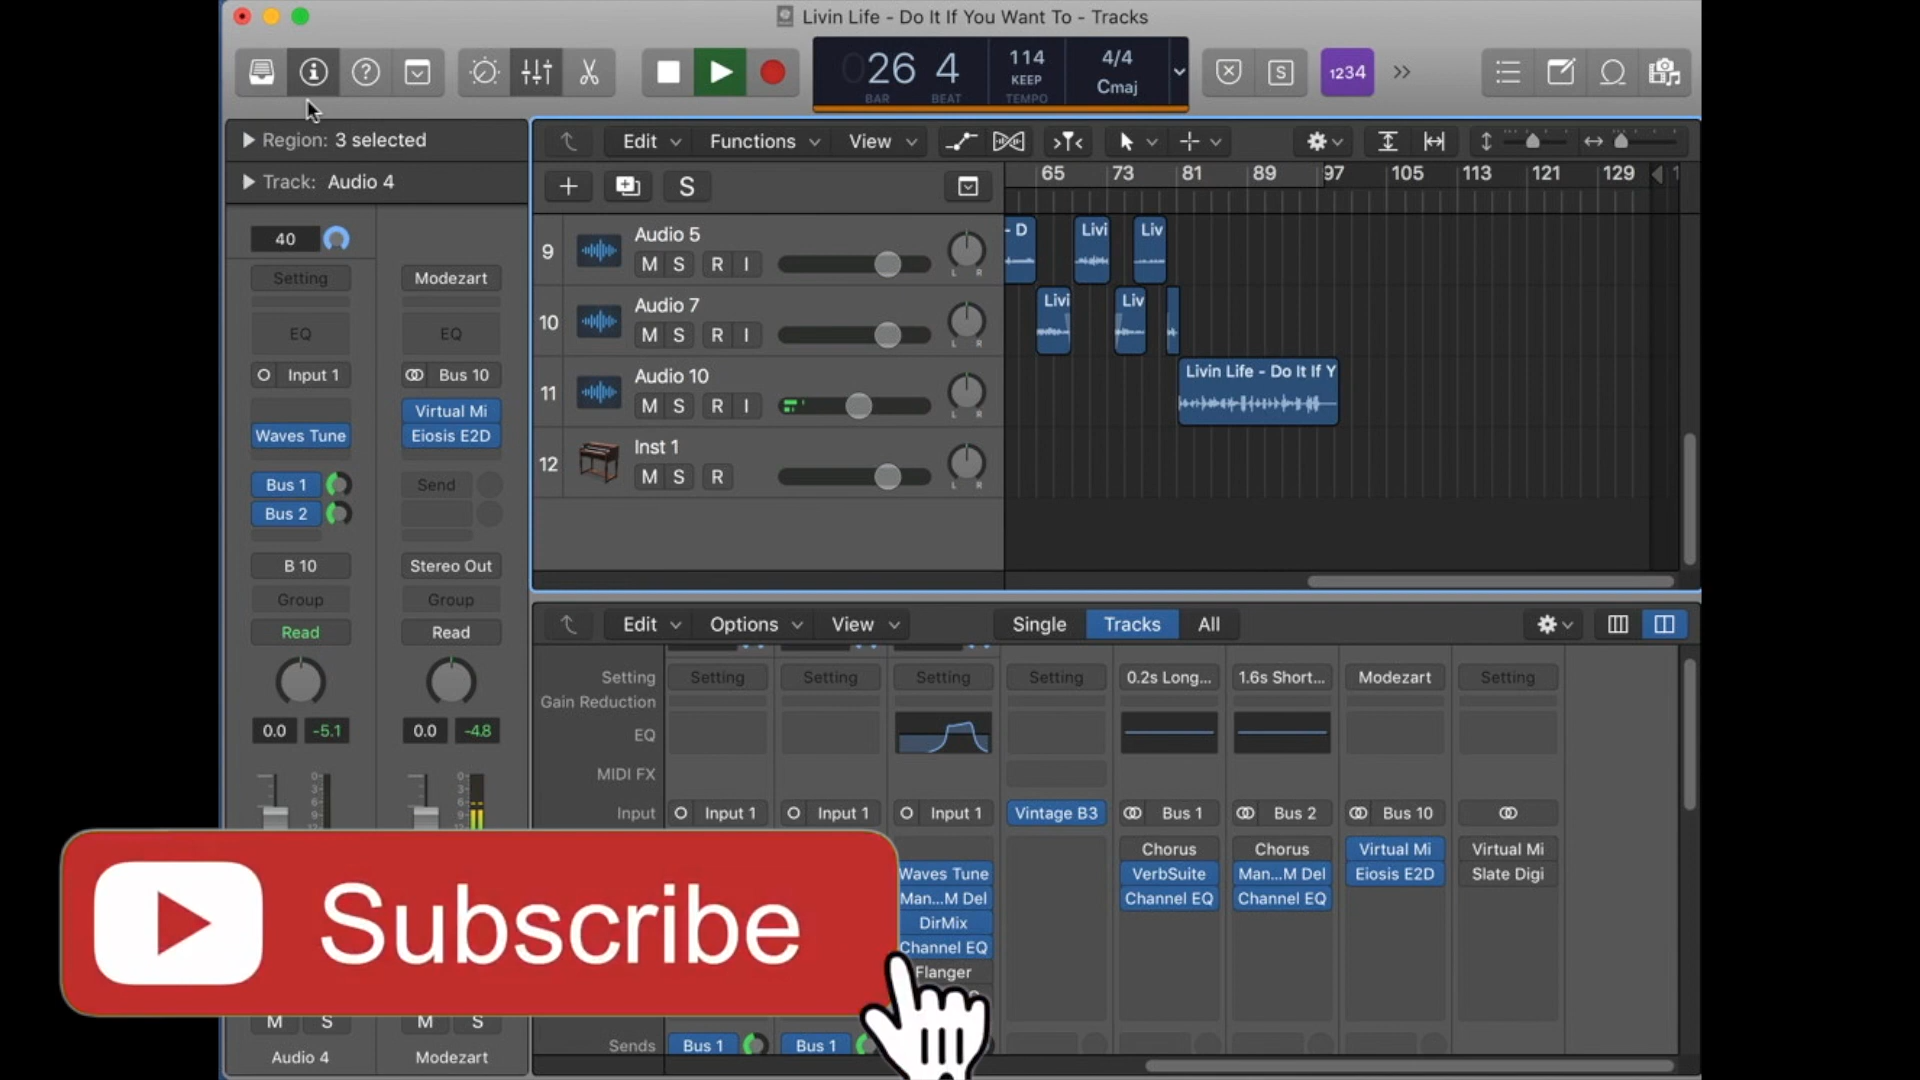 Livin Life - Do It If You Want To - Tracks
026 4
BAR BEAT
114
KEEP
TEMPO
4/4
Cmaj
S
1234
Region: 3 selected
Track: Audio 4
Edit Functions View
S
65 73 81 89 97 105 113 121 129
40
Setting
EQ
Input 1
Waves Tune
Bus 1
Bus 2
B 10
Group
Read
0.0 -5.1
M S
Audio 4
Modezart
EQ
Bus 10
Virtual Mi
Eiosis E2D
Send
Stereo Out
Group
Read
0.0 -4.8
M S
Modezart
9 Audio 5
M S R I
L R
- D Livi Liv
10 Audio 7
M S R I
L R
Livi Liv
11 Audio 10
M S R I
L R
Livin Life - Do It If Y
12 Inst 1
M S R
L R
Edit Options View Single Tracks All
Setting Setting Setting Setting Setting 0.2s Long... 1.6s Short... Modezart Setting
Gain Reduction
EQ
MIDI FX
Input Input 1 Input 1 Input 1 Vintage B3 Bus 1 Bus 2 Bus 10
Chorus Chorus Virtual Mi Virtual Mi
Waves Tune VerbSuite Man...M Del Eiosis E2D Slate Digi
Man...M Del Channel EQ Channel EQ
DirMix
Channel EQ
Flanger
Sends Bus 1 Bus 1
Subscribe